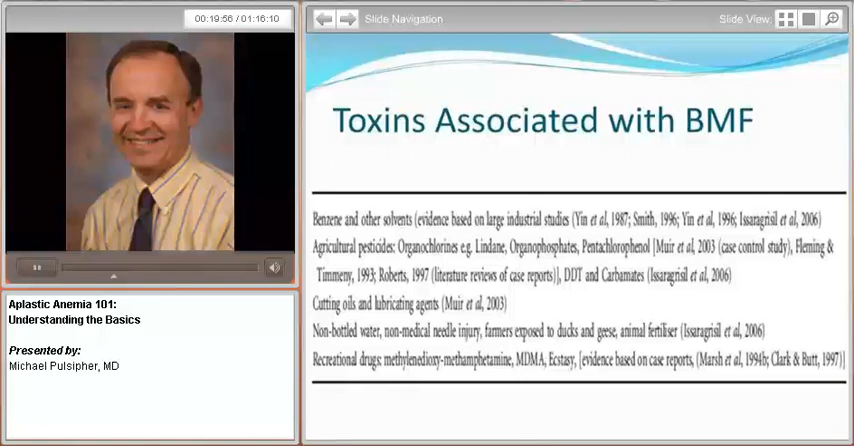 00:19:56 / 01:16:10
Slide Navigation
Slide View:
Toxins Associated with BMF
Benzene and other solvents (evidence based on large industrial studies (Yin et al, 1987; Smith, 1996; Yin et al, 1996; Issaragrisil et al, 2006)
Agricultural pesticides: Organochlorines e.g. Lindane, Organophosphates, Pentachlorophenol [Muir et al, 2003 (case control study), Fleming &
Timmeny, 1993; Roberts, 1997 (literature reviews of case reports)], DDT and Carbamates (Issaragrisil et al, 2006)
Cutting oils and lubricating agents (Muir et al, 2003)
Non-bottled water, non-medical needle injury, farmers exposed to ducks and geese, animal fertiliser (Issaragrisil et al, 2006)
Recreational drugs: methylenedioxy-methamphetamine, MDMA, Ecstasy, [evidence based on case reports, (Marsh et al, 1994b; Clark & Butt, 1997)]
Aplastic Anemia 101:
Understanding the Basics
Presented by:
Michael Pulsipher, MD